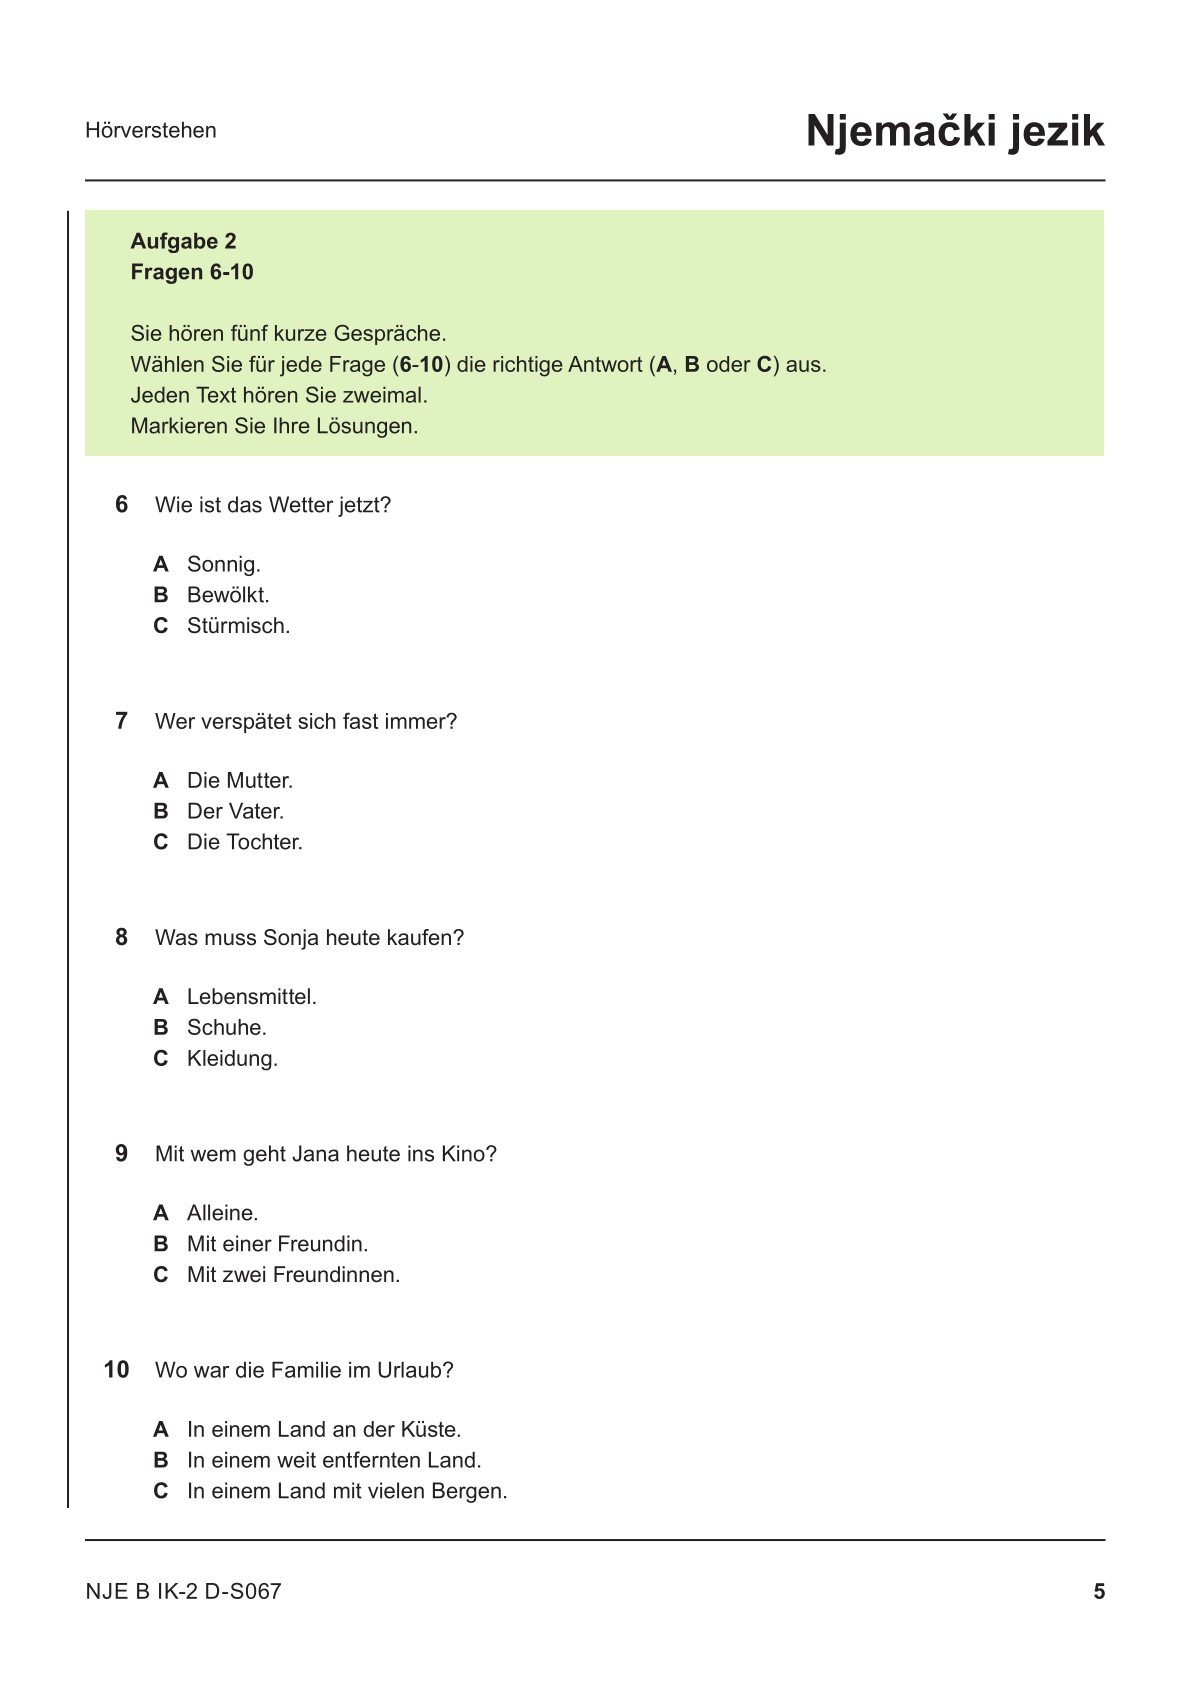 Hörverstehen
Njemački jezik
Aufgabe 2
Fragen 6-10
Sie hören fünf kurze Gespräche.
Wählen Sie für jede Frage (6-10) die richtige Antwort (A, B oder C) aus.
Jeden Text hören Sie zweimal.
Markieren Sie Ihre Lösungen.
6 Wie ist das Wetter jetzt?
A Sonnig.
B Bewölkt.
C Stürmisch.
7 Wer verspätet sich fast immer?
A Die Mutter.
B Der Vater.
C Die Tochter.
8 Was muss Sonja heute kaufen?
A Lebensmittel.
B Schuhe.
C Kleidung.
9 Mit wem geht Jana heute ins Kino?
A Alleine.
B Mit einer Freundin.
C Mit zwei Freundinnen.
10 Wo war die Familie im Urlaub?
A In einem Land an der Küste.
B In einem weit entfernten Land.
C In einem Land mit vielen Bergen.
NJE B IK-2 D-S067
5